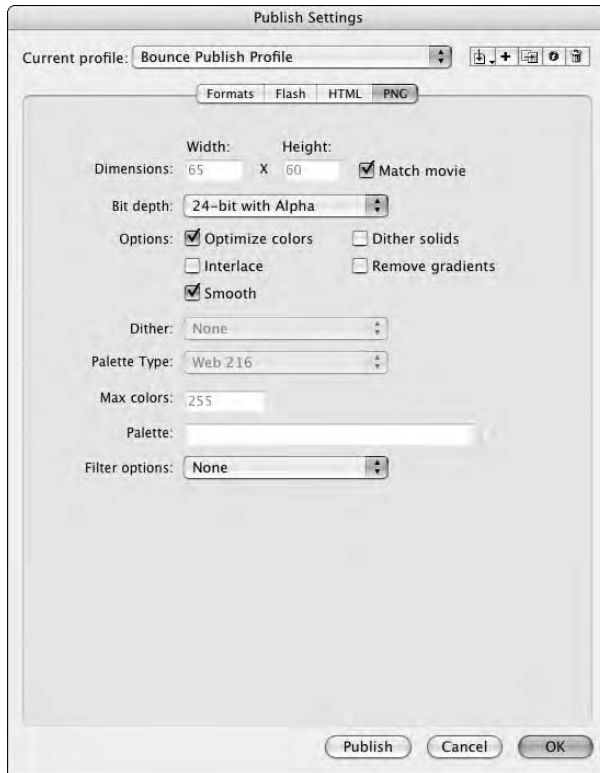 Publish Settings
Current profile: Bounce Publish Profile
Formats Flash HTML PNG
Width: Height:
Dimensions: 65 X 60 Match movie
Bit depth: 24-bit with Alpha
Options: Optimize colors Dither solids
Interlace Remove gradients
Smooth
Dither: None
Palette Type: Web 216
Max colors: 255
Palette:
Filter options: None
Publish Cancel OK